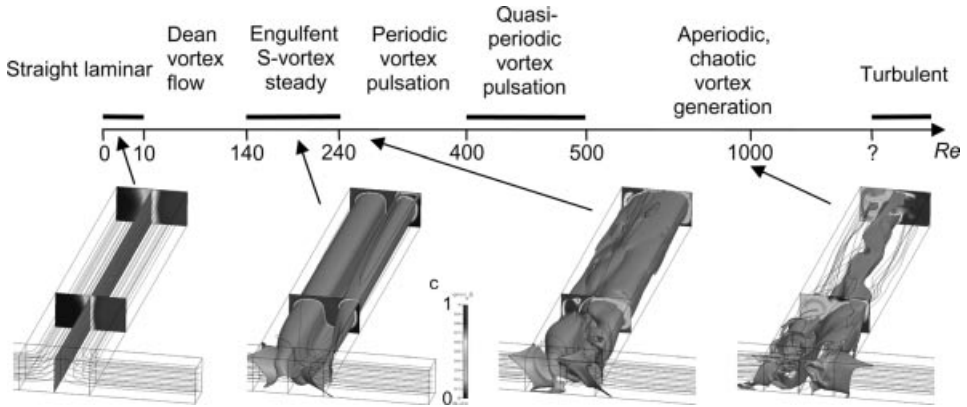 Straight laminar
Dean
vortex
flow
Engulfent
S-vortex
steady
Periodic
vortex
pulsation
Quasi-
periodic
vortex
pulsation
Aperiodic,
chaotic
vortex
generation
Turbulent
0 10 140 240 400 500 1000 ? Re
c
1
0